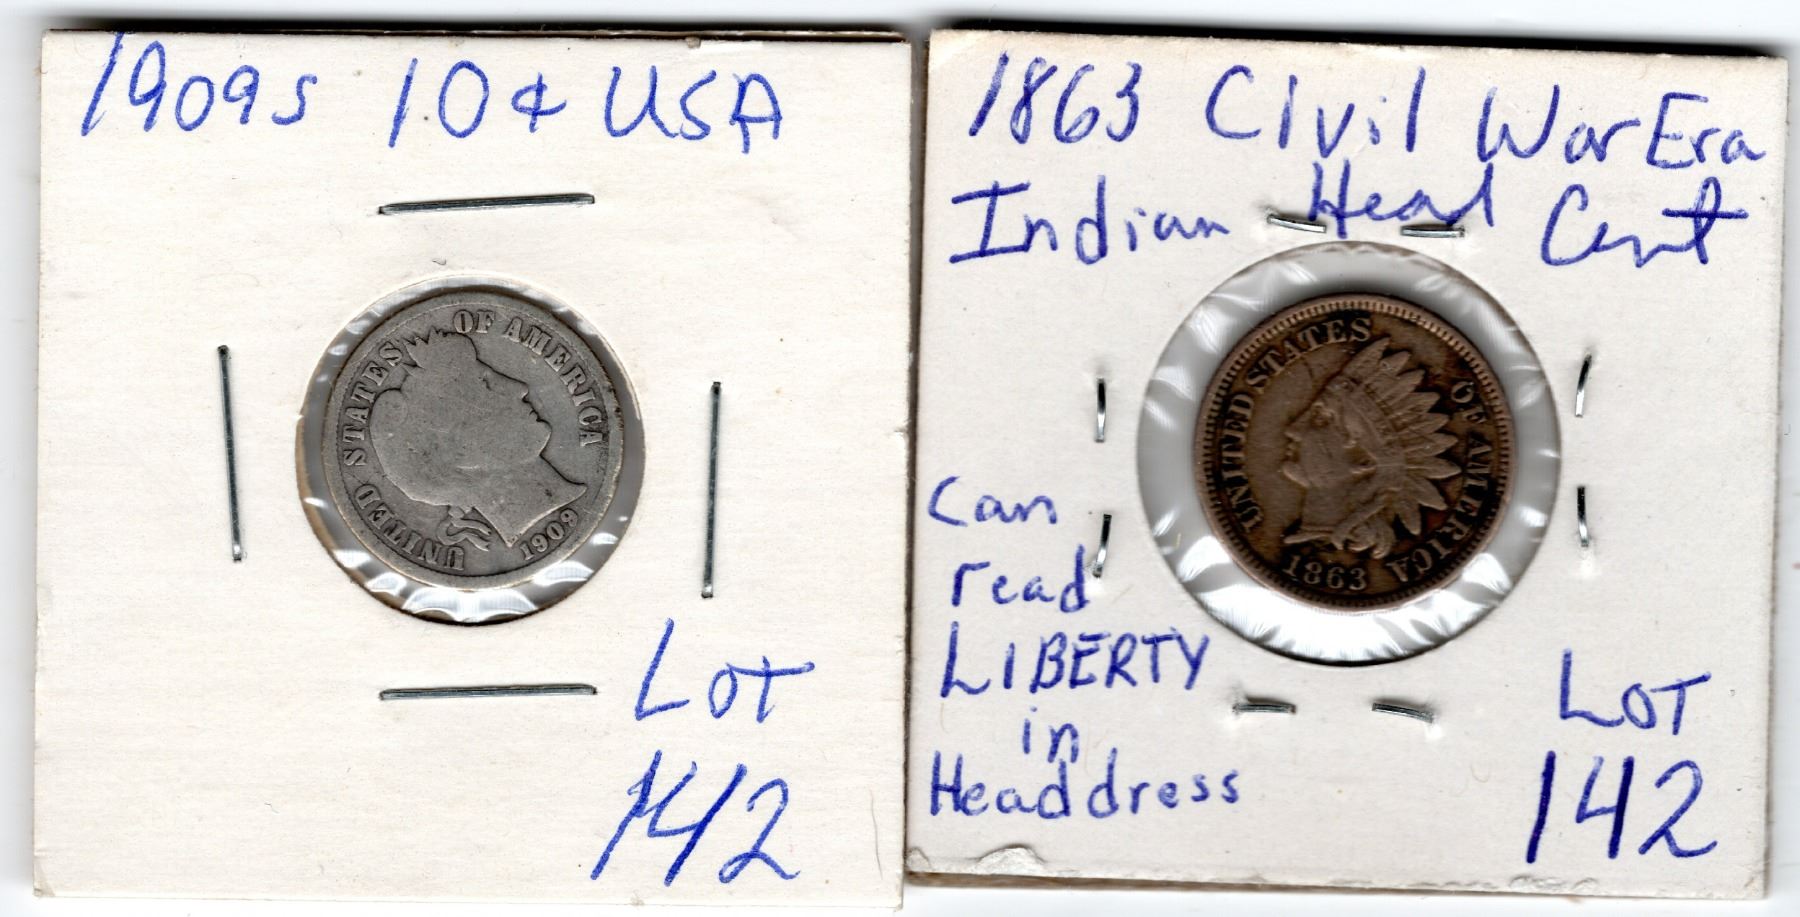 1909s 10¢ USA
UNITED STATES OF AMERICA
1909
LOT
142
1863 CIvil War Era
Indian Head Cent
UNITED STATES OF AMERICA
1863
Can
read
LIBERTY
in
Headdress
LOT
142